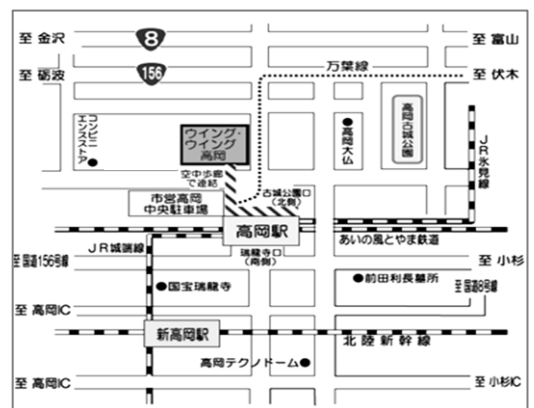 至 金沢
8
至 富山
至 砺波
156
万葉線
至 伏木
コンビニ
エンスストア
ウイング・
ウイング
高岡
高岡大仏
高岡古城公園
JR氷見線
空中歩廊
で連結
古城公園口
(北側)
市営高岡
中央駐車場
高岡駅
あいの風とやま鉄道
JR城端線
瑞龍寺口
(南側)
至 国道156号線
至 小杉
国宝瑞龍寺
前田利長墓所
至 国道8号線
至 高岡IC
新高岡駅
北陸新幹線
高岡テクノドーム
至 高岡IC
至 小杉IC